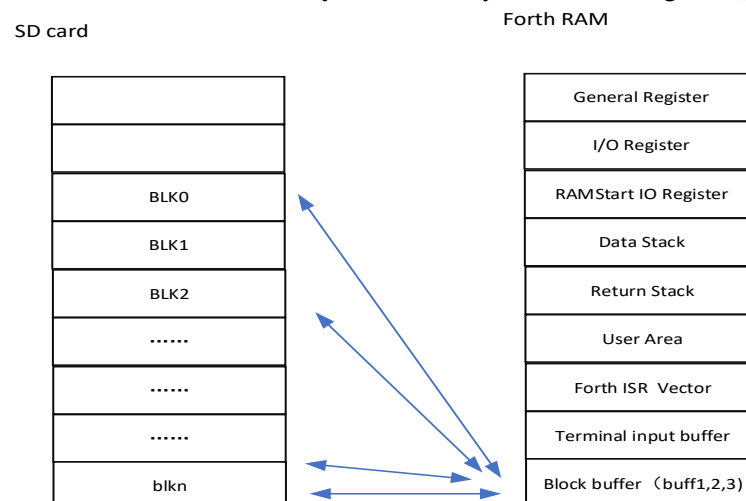 SD card
Forth RAM
BLK0
BLK1
BLK2
......
......
......
blkn
General Register
I/O Register
RAMStart IO Register
Data Stack
Return Stack
User Area
Forth ISR Vector
Terminal input buffer
Block buffer（buff1,2,3)